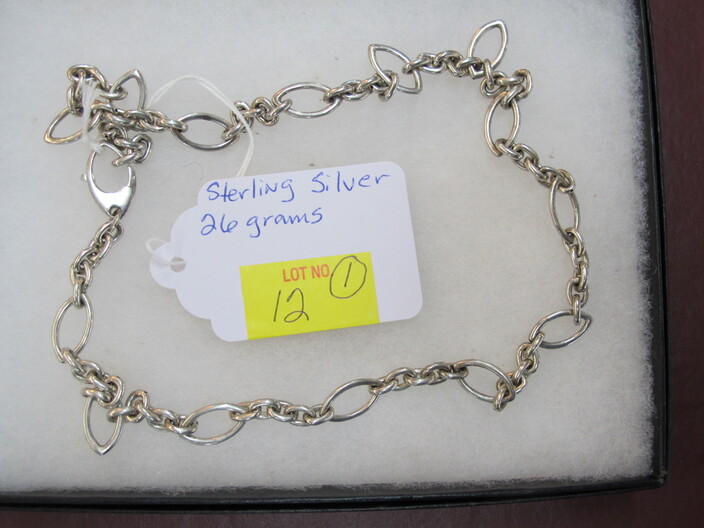 Sterling Silver
26 grams
LOT NO. 1
12